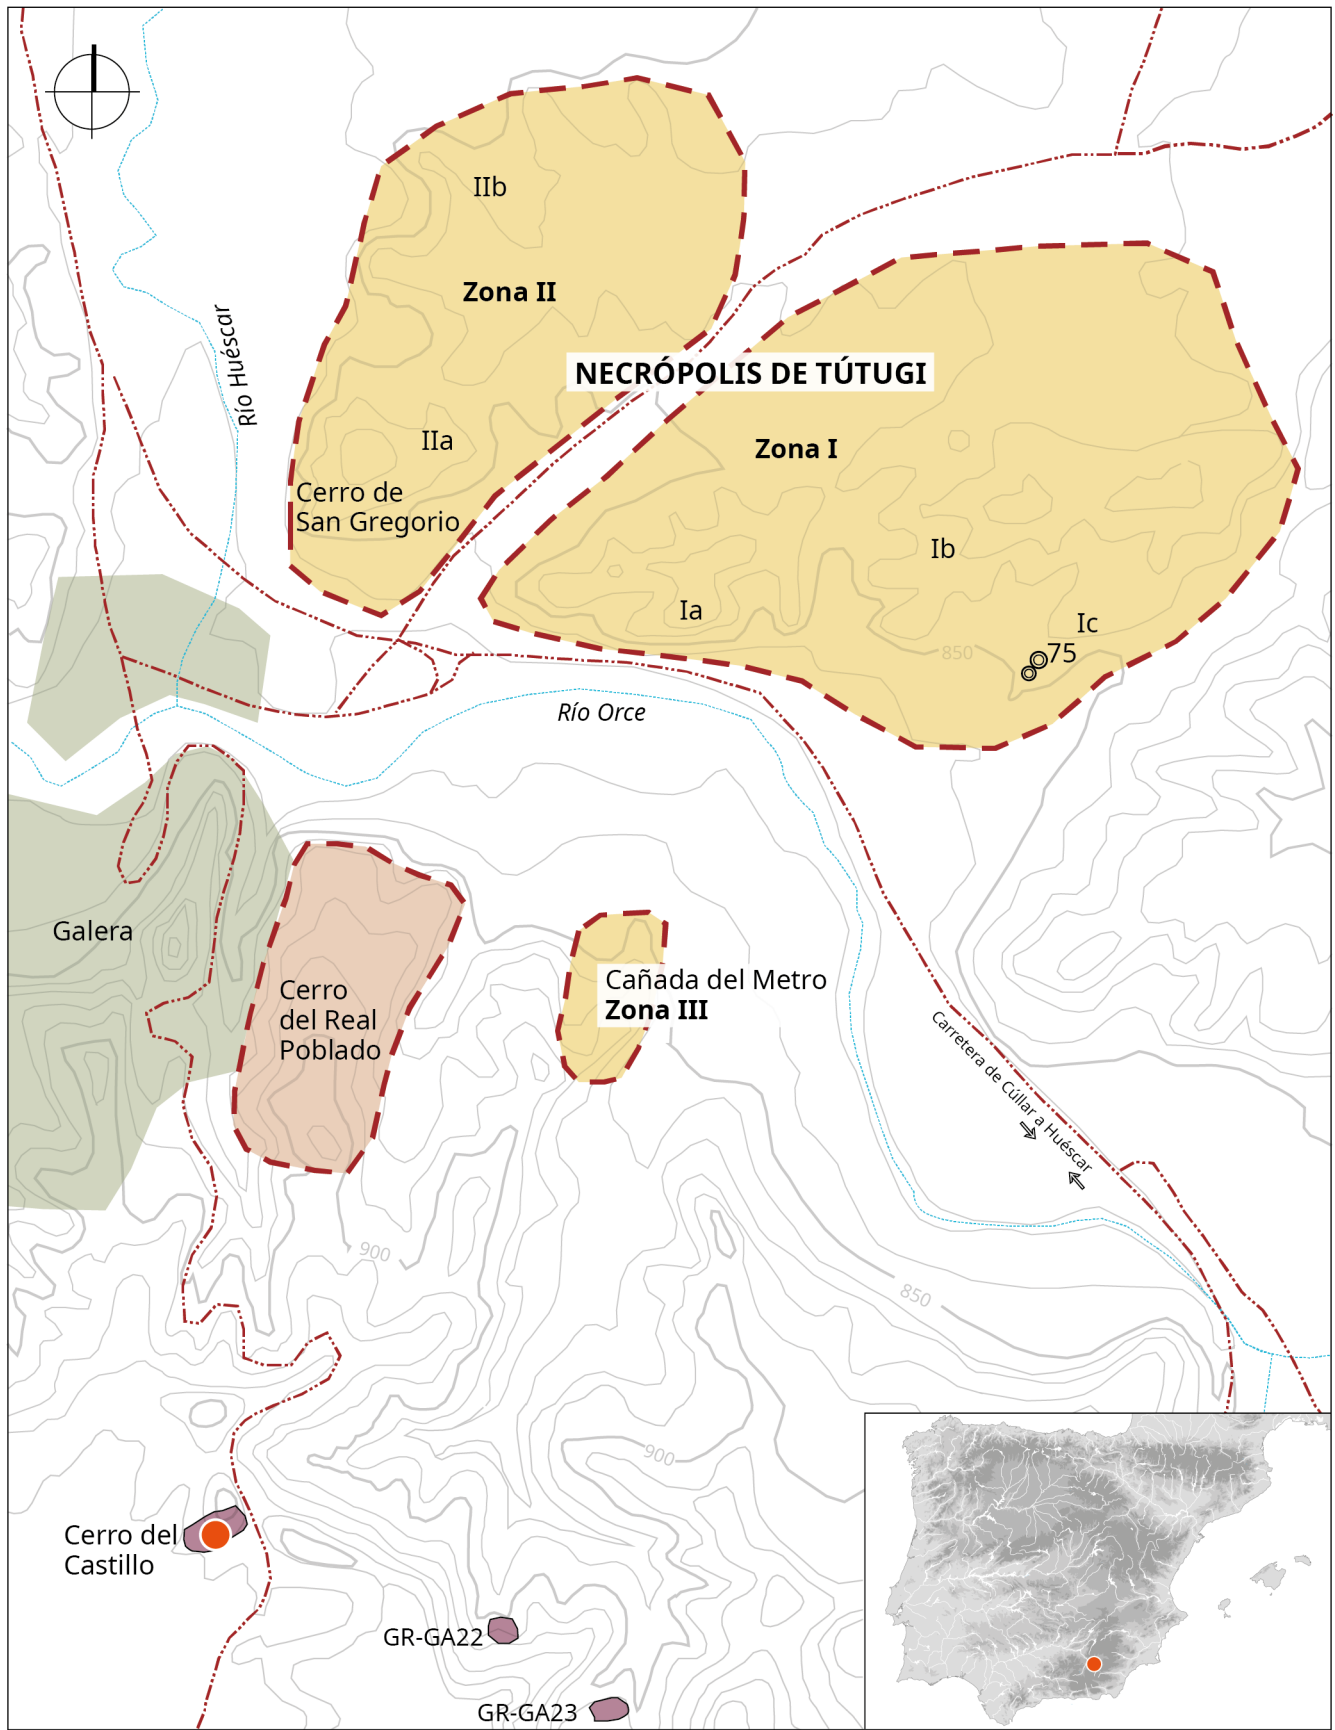 IIb
Zona II
Río Huéscar
NECRÓPOLIS DE TÚTUGI
IIa
Zona I
Cerro de
San Gregorio
Ib
Ia
Ic
850
75
Río Orce
Galera
Cerro
del Real
Poblado
Cañada del Metro
Zona III
Carretera de Cúllar a Huéscar
900
850
900
Cerro del
Castillo
GR-GA22
GR-GA23